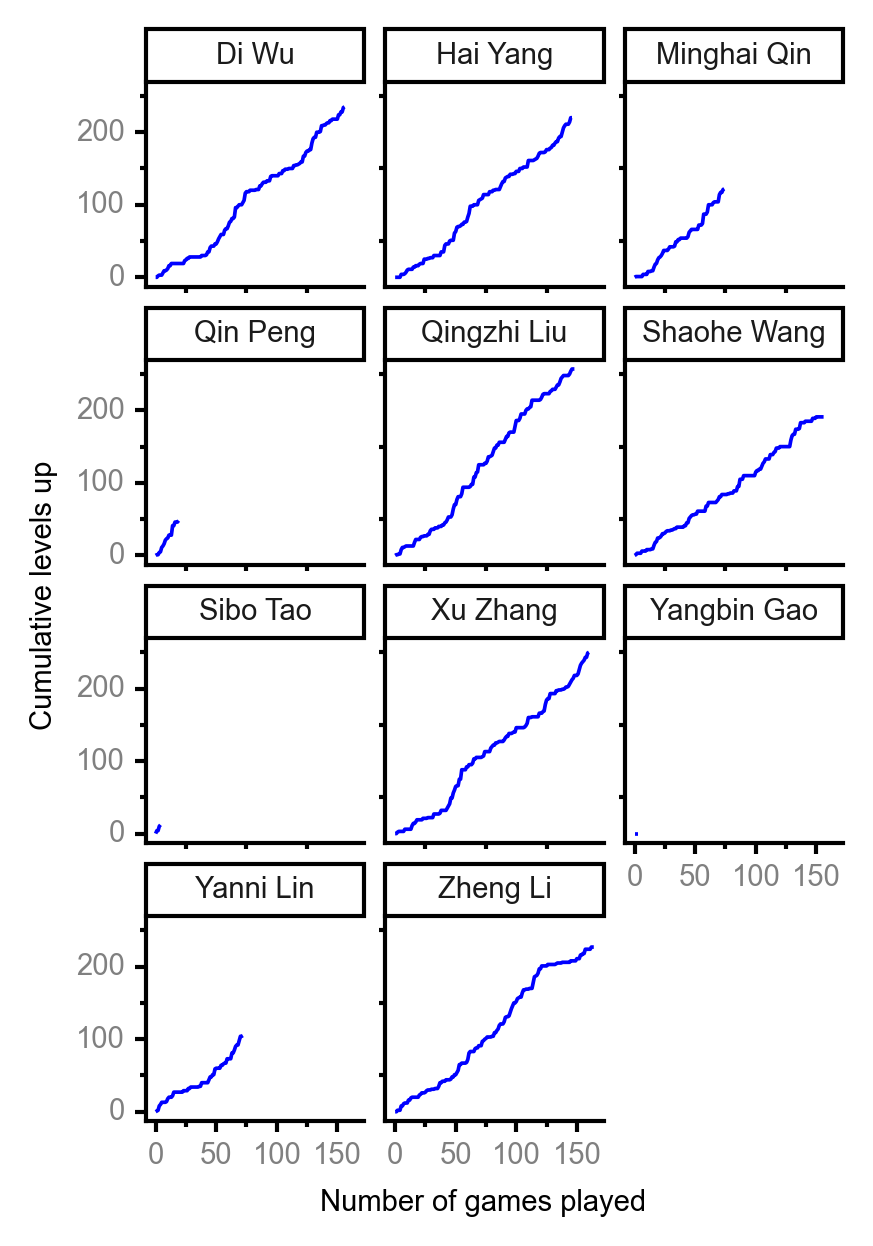 Di Wu
Hai Yang
Minghai Qin
200
100
0
Qin Peng
Qingzhi Liu
Shaohe Wang
200
100
0
Cumulative levels up
Sibo Tao
Xu Zhang
Yangbin Gao
200
100
0
0 50 100 150
Yanni Lin
Zheng Li
200
100
0
0 50 100 150
0 50 100 150
Number of games played